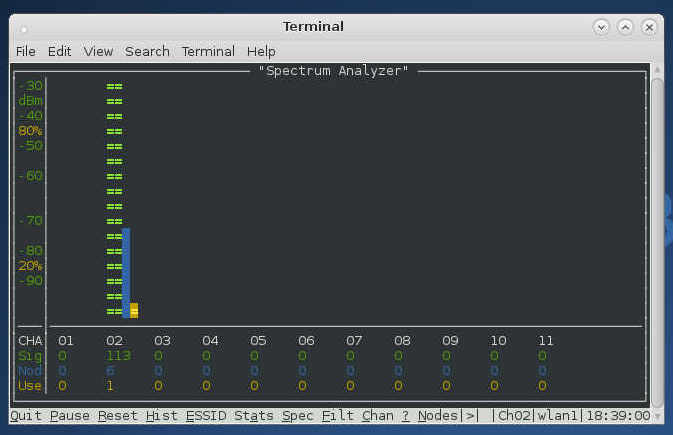 Terminal
File Edit View Search Terminal Help
"Spectrum Analyzer"
-30 ==
dBm ==
-40 ==
80% ==
-50 ==
==
-60 ==
==
==
-70 ==
==
-80 ==
20% ==
-90 ==
==
== =
CHA 01 02 03 04 05 06 07 08 09 10 11
Sig 0 113 0 0 0 0 0 0 0 0 0
Nod 0 6 0 0 0 0 0 0 0 0 0
Use 0 1 0 0 0 0 0 0 0 0 0
Quit Pause Reset Hist ESSID Stats Spec Filt Chan ? Nodes|>| |Ch02|wlan1|18:39:00